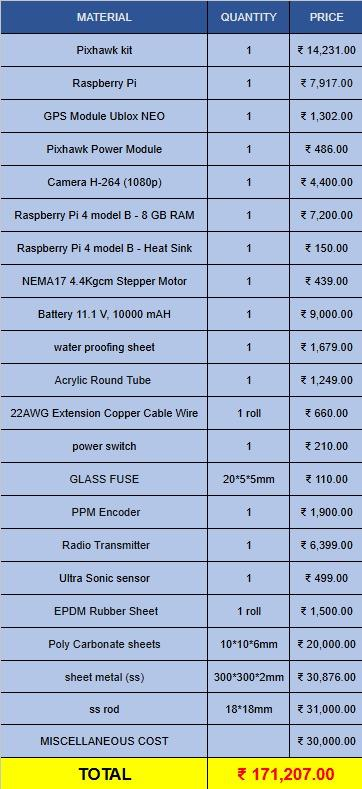 MATERIAL QUANTITY PRICE
Pixhawk kit 1 ₹ 14,231.00
Raspberry Pi 1 ₹ 7,917.00
GPS Module Ublox NEO 1 ₹ 1,302.00
Pixhawk Power Module 1 ₹ 486.00
Camera H-264 (1080p) 1 ₹ 4,400.00
Raspberry Pi 4 model B - 8 GB RAM 1 ₹ 7,200.00
Raspberry Pi 4 model B - Heat Sink 1 ₹ 150.00
NEMA17 4.4Kgcm Stepper Motor 1 ₹ 439.00
Battery 11.1 V, 10000 mAH 1 ₹ 9,000.00
water proofing sheet 1 ₹ 1,679.00
Acrylic Round Tube 1 ₹ 1,249.00
22AWG Extension Copper Cable Wire 1 roll ₹ 660.00
power switch 1 ₹ 210.00
GLASS FUSE 20*5*5mm ₹ 110.00
PPM Encoder 1 ₹ 1,900.00
Radio Transmitter 1 ₹ 6,399.00
Ultra Sonic sensor 1 ₹ 499.00
EPDM Rubber Sheet 1 roll ₹ 1,500.00
Poly Carbonate sheets 10*10*6mm ₹ 20,000.00
sheet metal (ss) 300*300*2mm ₹ 30,876.00
ss rod 18*18mm ₹ 31,000.00
MISCELLANEOUS COST ₹ 30,000.00
TOTAL ₹ 171,207.00